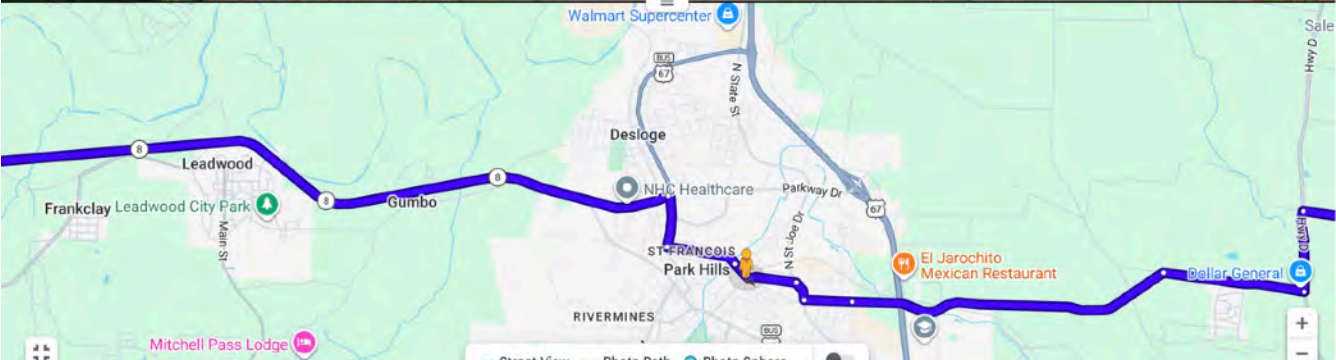 Walmart Supercenter
Sale
BUS
67
Hwy D
N State St
Desloge
8
Leadwood
8
8
NHC Healthcare
Parkway Dr
67
Frankclay
Leadwood City Park
Gumbo
Main St
N St Joe Dr
Hwy D
ST FRANCOIS
Park Hills
El Jarochito
Mexican Restaurant
Dollar General
RIVERMINES
BUS
Mitchell Pass Lodge
+
Street View
Photo Path
Photo Sphere
−